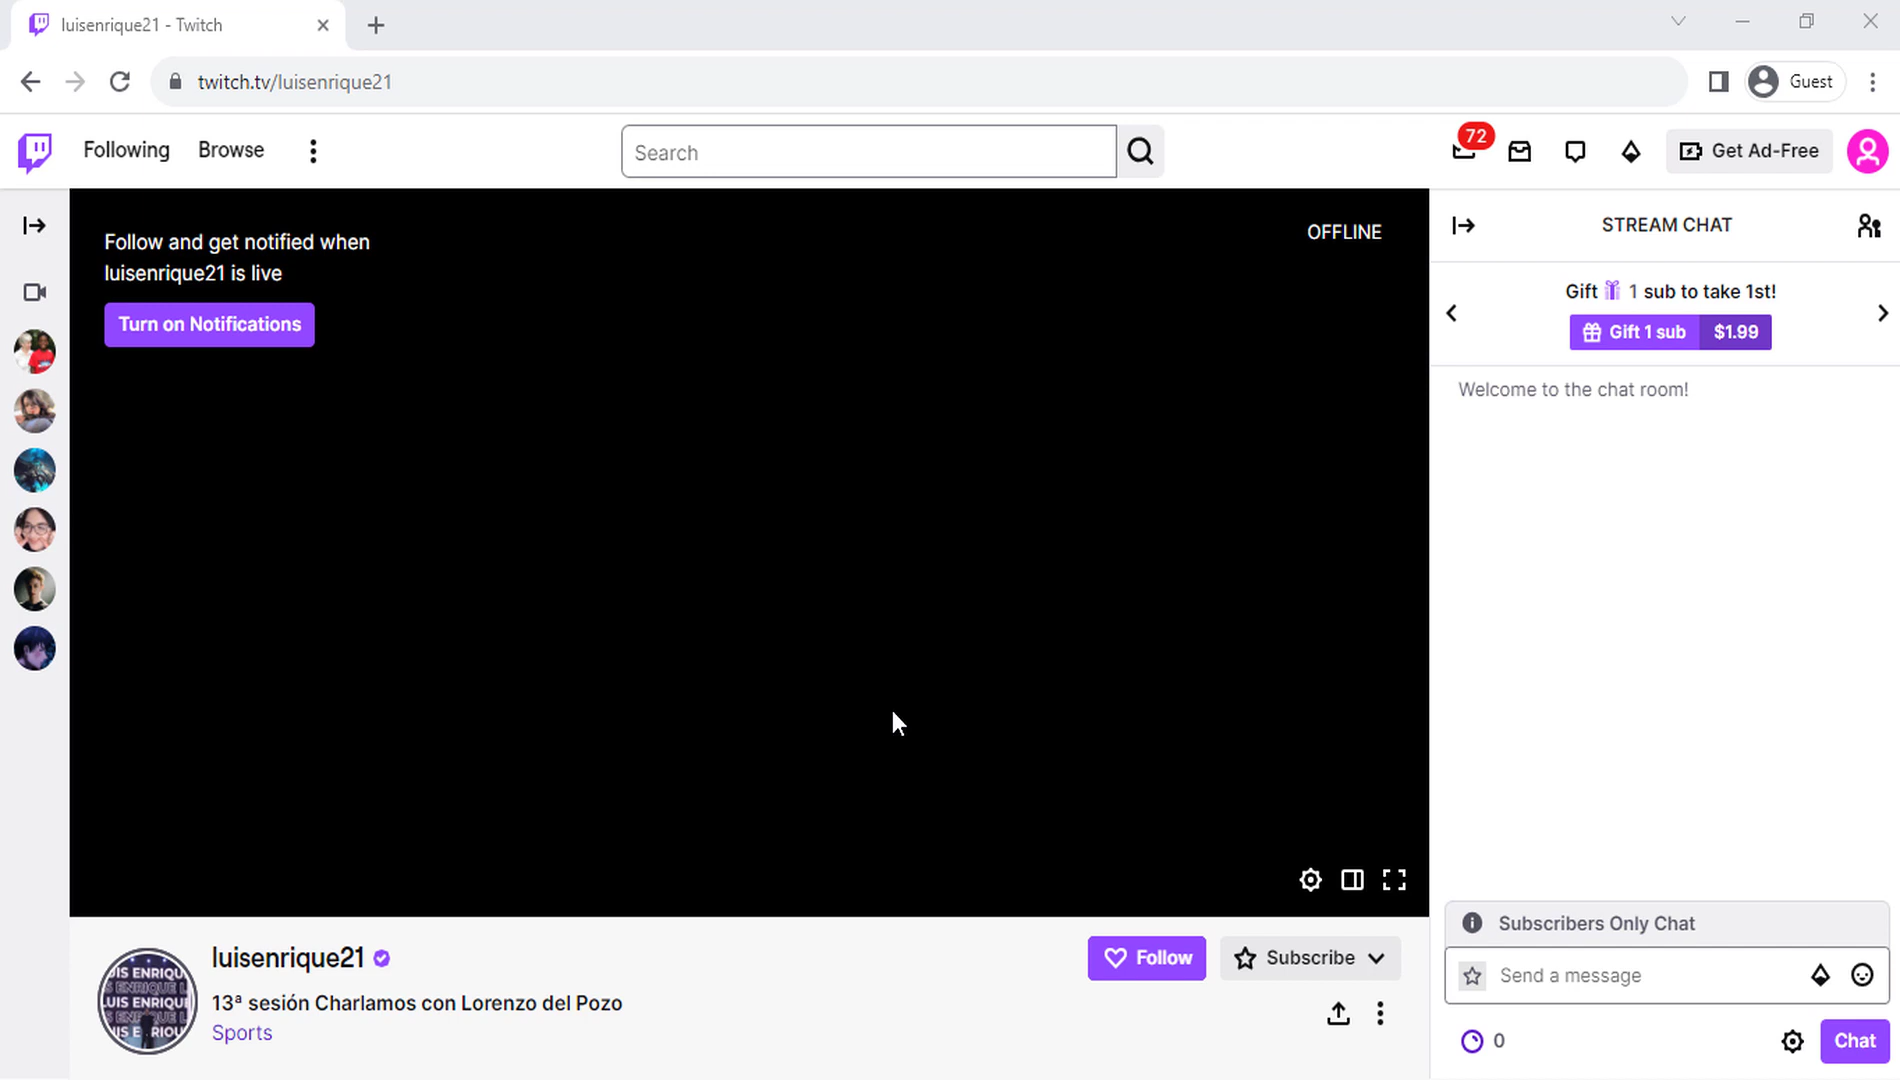 luisenrique21 - Twitch
twitch.tv/luisenrique21
Guest
Following
Browse
Search
72
Get Ad-Free
Follow and get notified when
luisenrique21 is live
Turn on Notifications
OFFLINE
STREAM CHAT
Gift 1 sub to take 1st!
Gift 1 sub $1.99
Welcome to the chat room!
luisenrique21
13ª sesión Charlamos con Lorenzo del Pozo
Sports
Follow
Subscribe
Subscribers Only Chat
Send a message
0
Chat
LUIS ENRIQUE